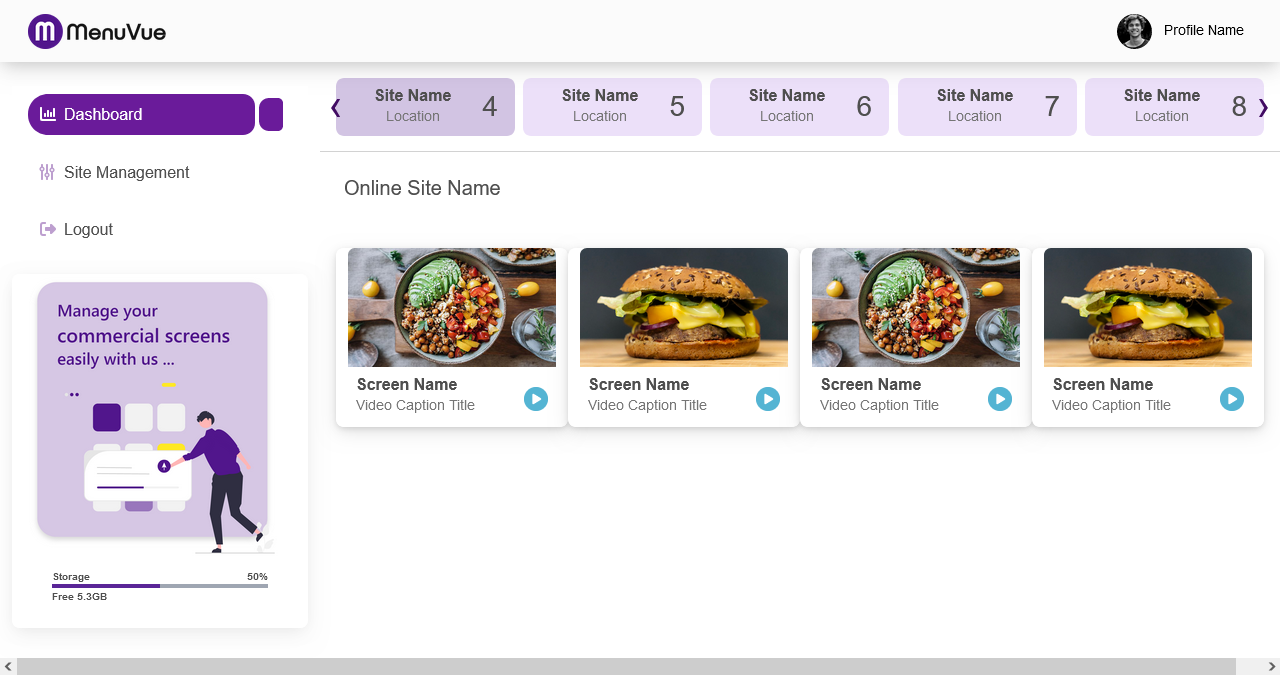 MenuVue
Profile Name
Dashboard
Site Management
Logout
Manage your
commercial screens
easily with us ...
Storage 50%
Free 5.3GB
Site Name
Location
4
Site Name
Location
5
Site Name
Location
6
Site Name
Location
7
Site Name
Location
8
Online Site Name
Screen Name
Video Caption Title
Screen Name
Video Caption Title
Screen Name
Video Caption Title
Screen Name
Video Caption Title